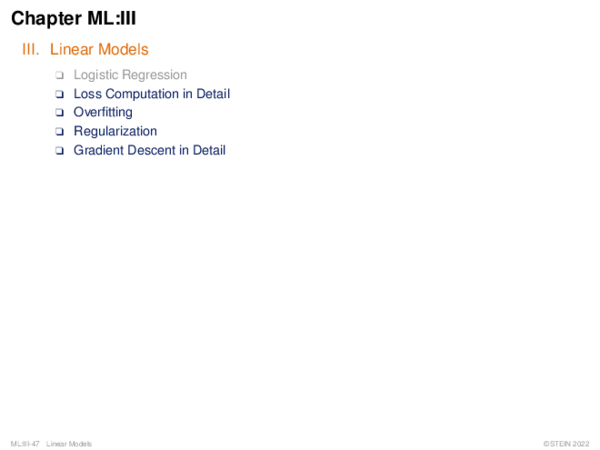 Chapter ML:III
III. Linear Models
❏ Logistic Regression
❏ Loss Computation in Detail
❏ Overfitting
❏ Regularization
❏ Gradient Descent in Detail
ML:III-47 Linear Models ©STEIN 2022